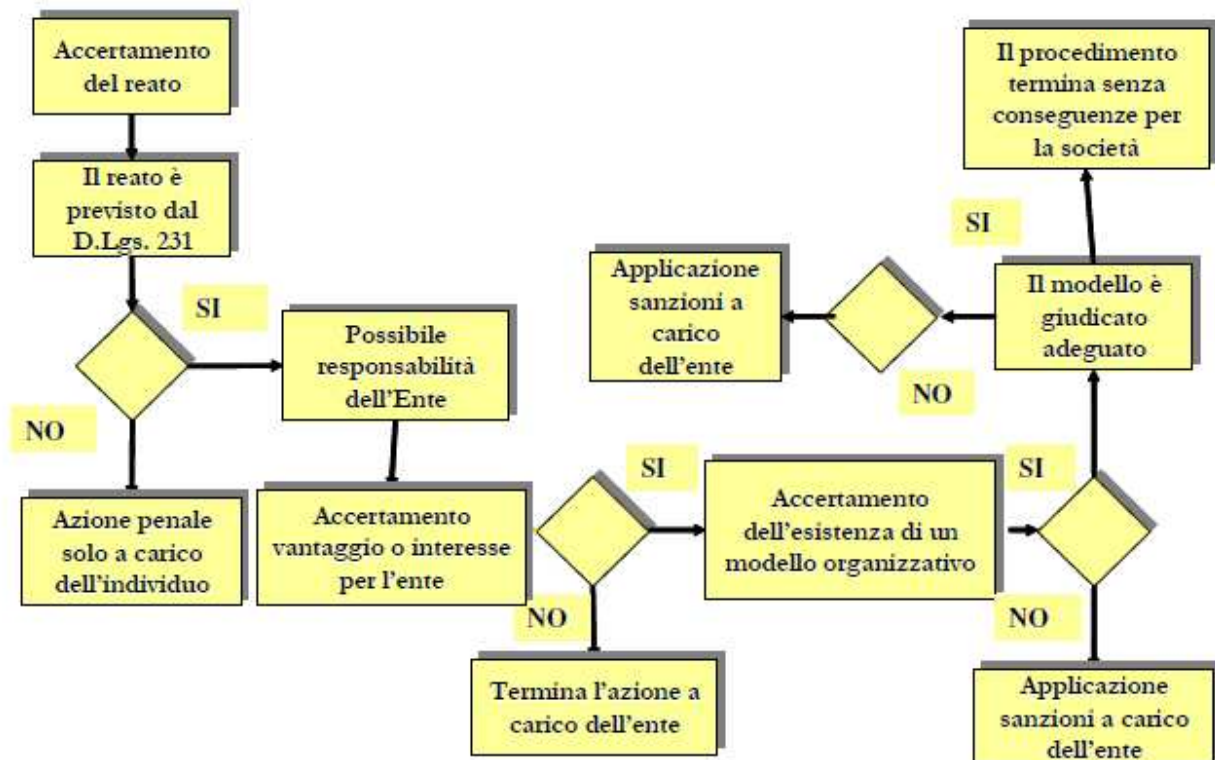 Accertamento
del reato
Il reato è
previsto dal
D.Lgs. 231
SI
NO
Azione penale
solo a carico
dell'individuo
Possibile
responsabilità
dell'Ente
Accertamento
vantaggio o interesse
per l'ente
SI
NO
Termina l'azione a
carico dell'ente
Accertamento
dell'esistenza di un
modello organizzativo
SI
NO
Applicazione
sanzioni a carico
dell'ente
Il modello è
giudicato
adeguato
SI
NO
Applicazione
sanzioni a
carico
dell'ente
Il procedimento
termina senza
conseguenze per
la società